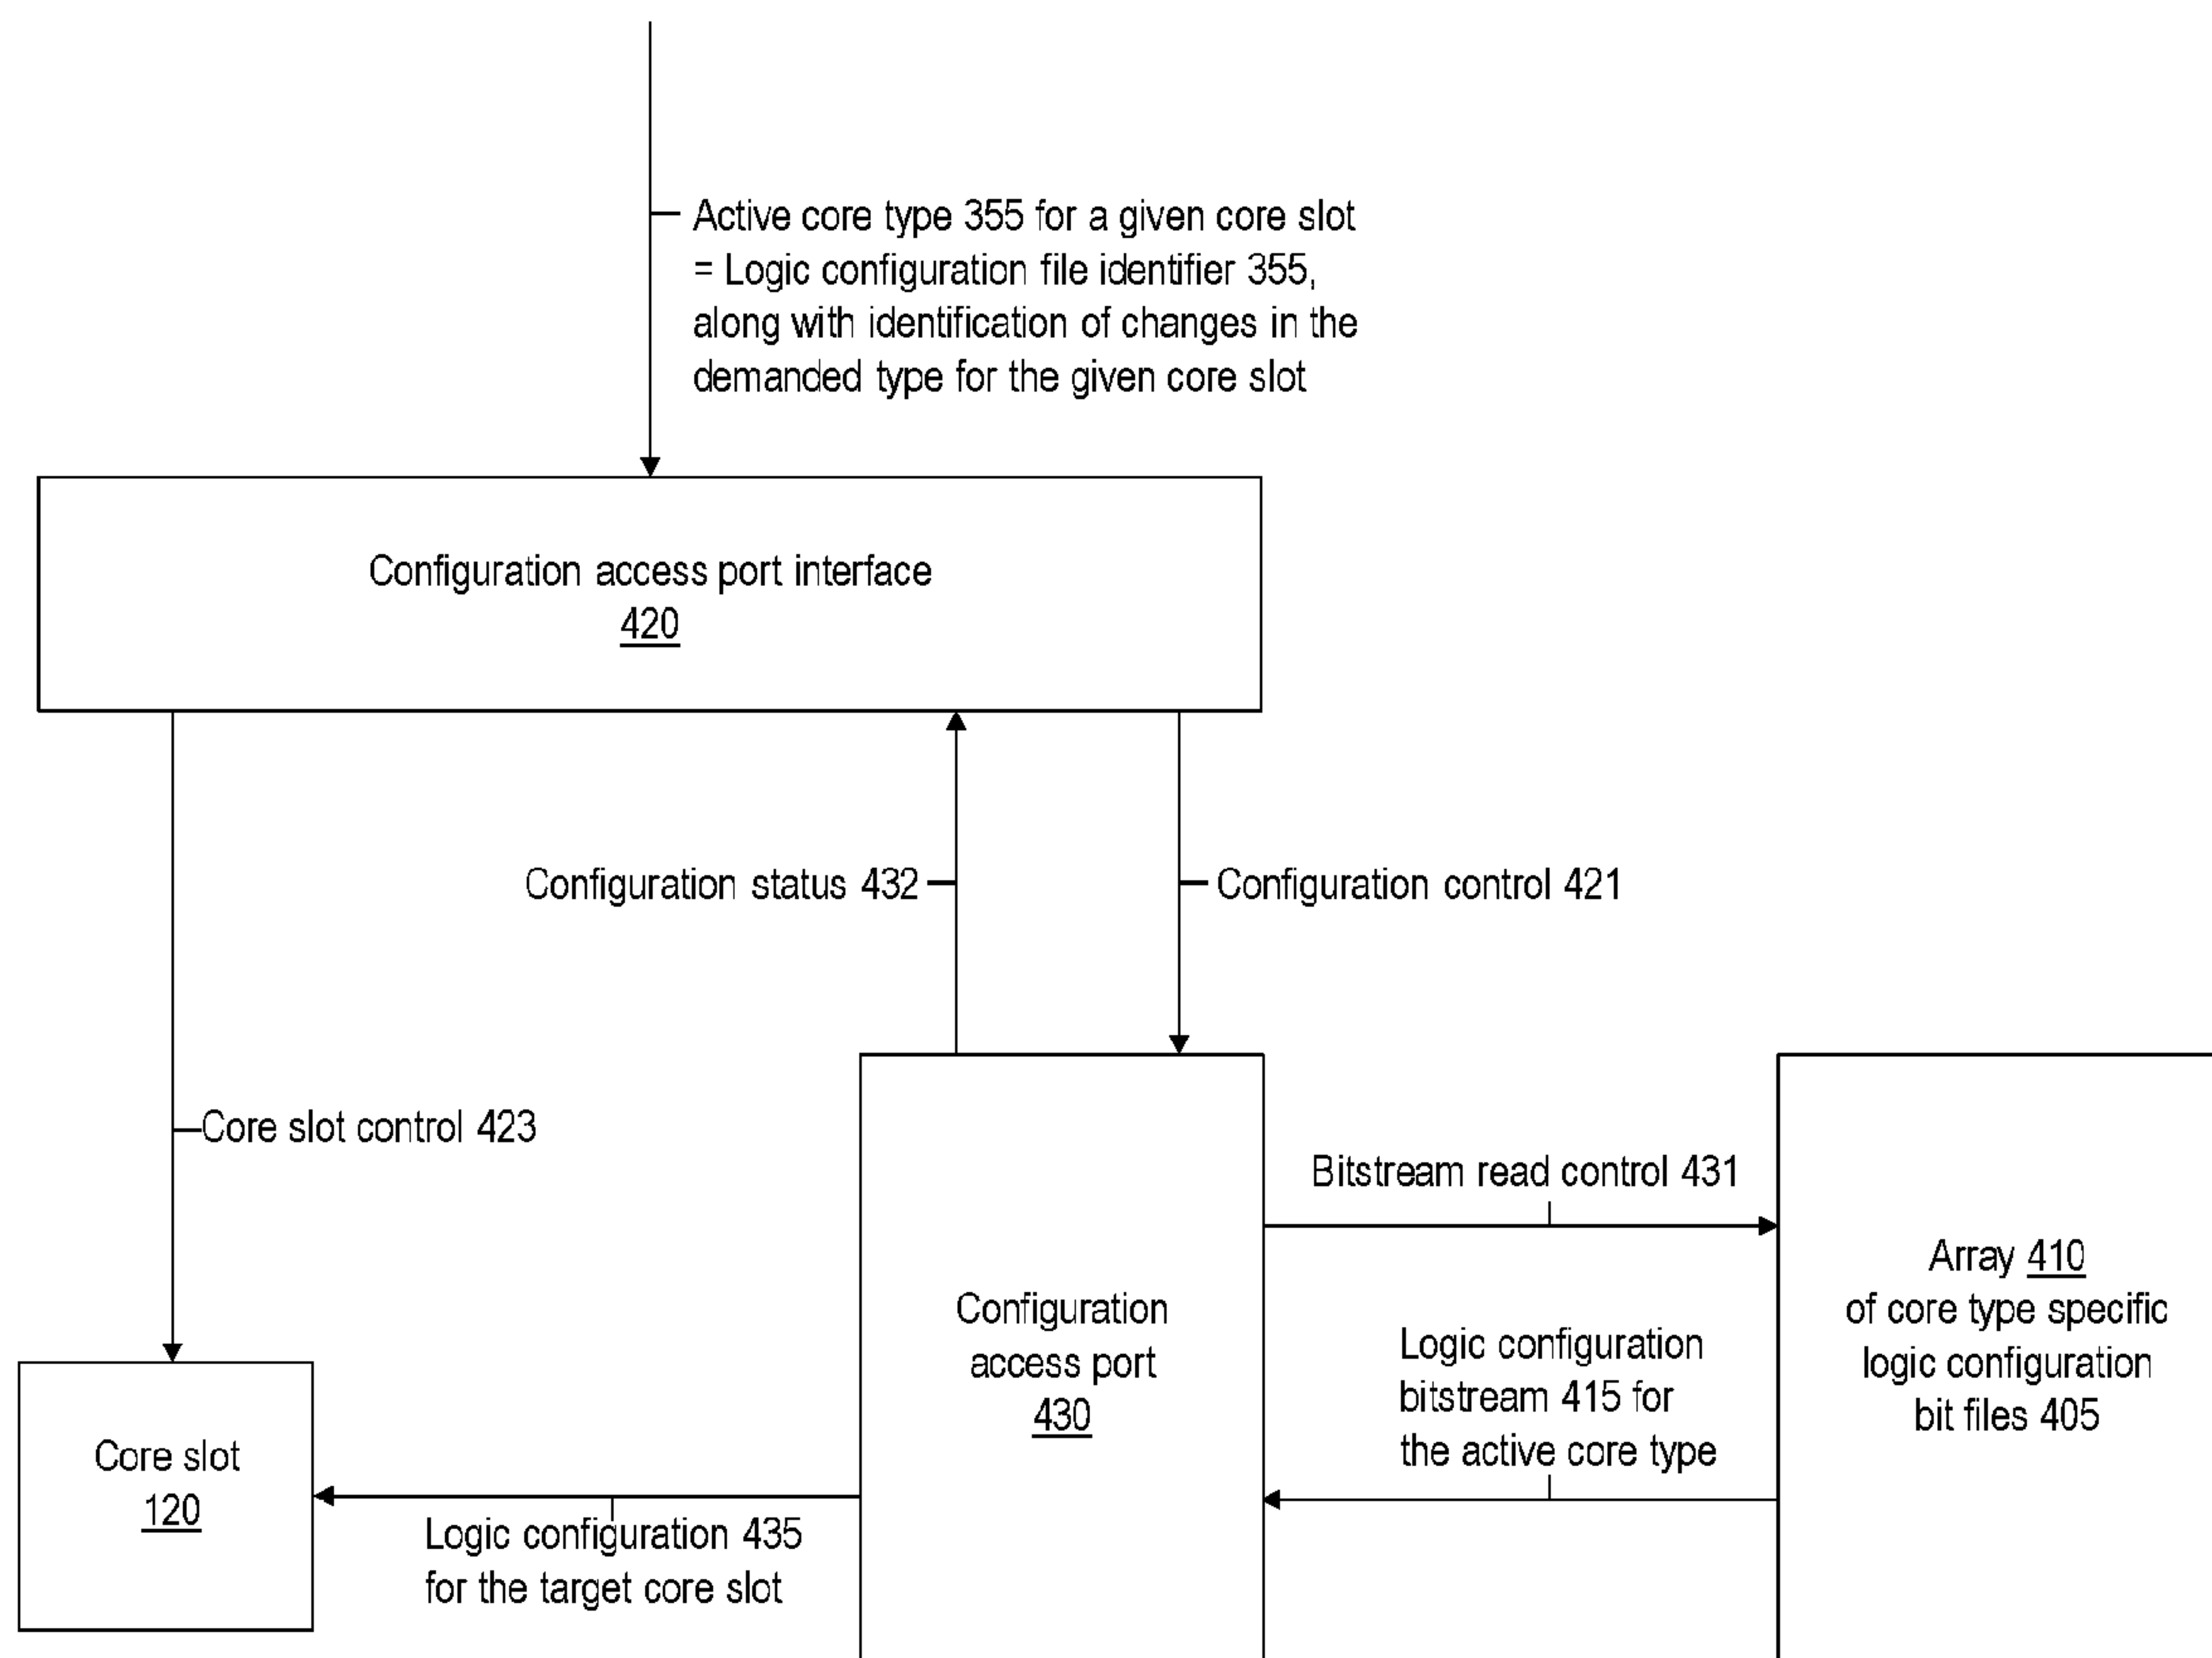 Active core type 355 for a given core slot
= Logic configuration file identifier 355,
along with identification of changes in the
demanded type for the given core slot
Configuration access port interface
420
Configuration status 432
Configuration control 421
Core slot control 423
Bitstream read control 431
Array 410
of core type specific
logic configuration
bit files 405
Configuration
access port
430
Logic configuration
bitstream 415 for
the active core type
Core slot
120
Logic configuration 435
for the target core slot